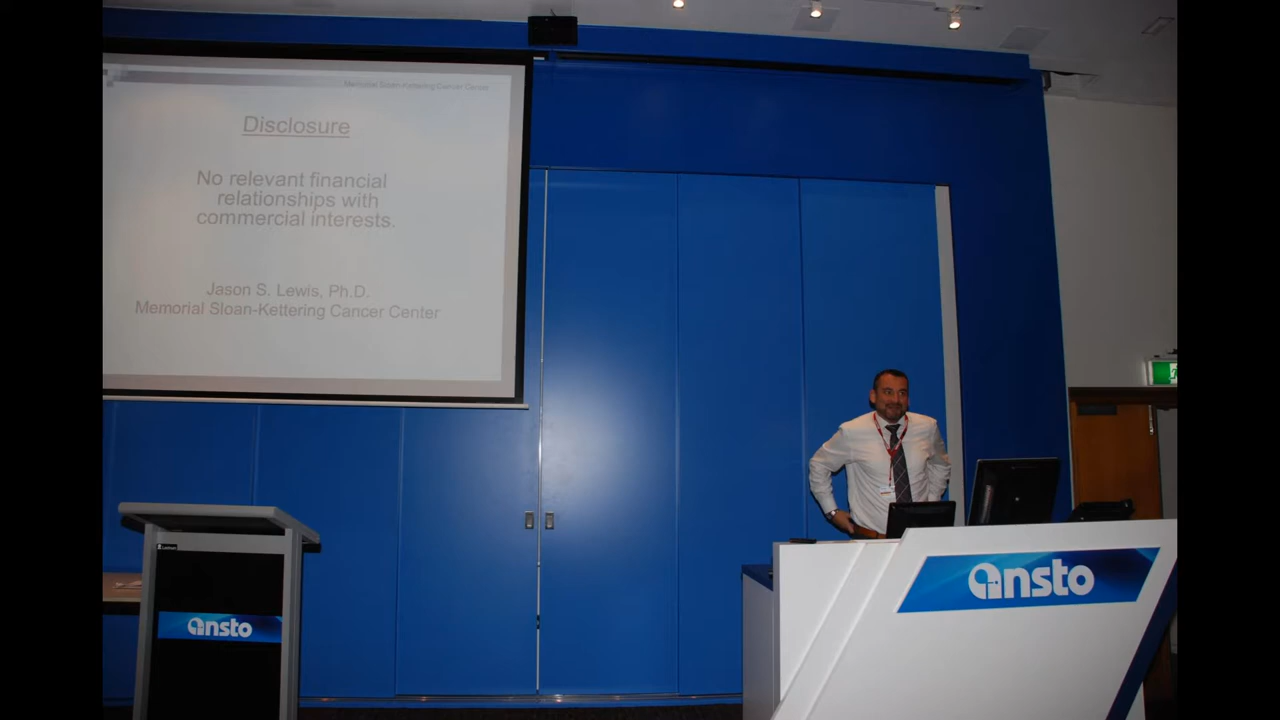 Memorial Sloan-Kettering Cancer Center
Disclosure
No relevant financial
relationships with
commercial interests.
Jason S. Lewis, Ph.D.
Memorial Sloan-Kettering Cancer Center
ansto
ansto